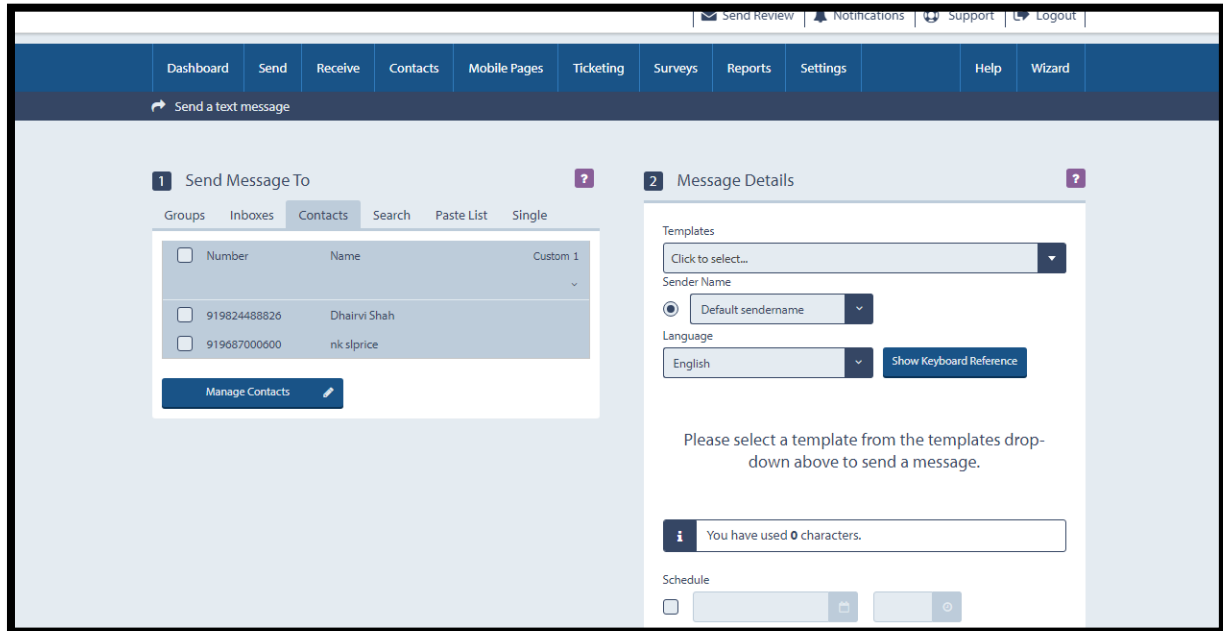 Send Review Notifications Support Logout
Dashboard Send Receive Contacts Mobile Pages Ticketing Surveys Reports Settings Help Wizard
Send a text message
1 Send Message To ?
Groups Inboxes Contacts Search Paste List Single
Number Name Custom 1
919824488826 Dhairvi Shah
919687000600 nk slprice
Manage Contacts
2 Message Details ?
Templates
Click to select...
Sender Name
Default sendername
Language
English Show Keyboard Reference
Please select a template from the templates drop-
down above to send a message.
i You have used 0 characters.
Schedule